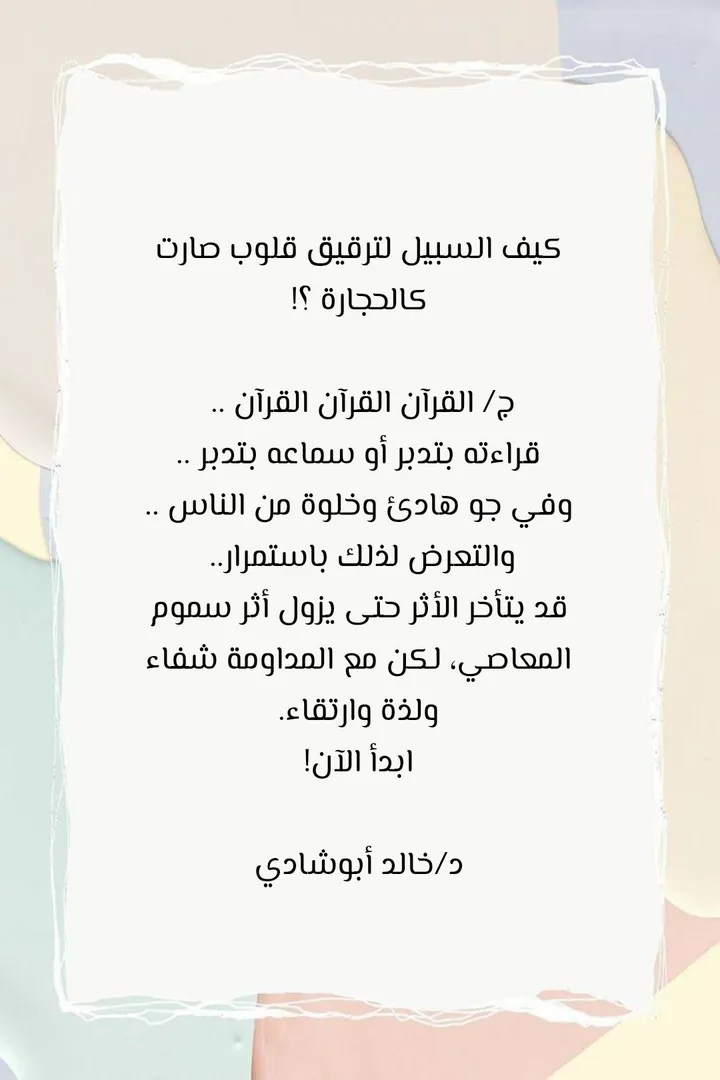 كيف السبيل لترقيق قلوب صارت
كالحجارة ؟!
ج/ القرآن القرآن القرآن ..
قراءته بتدبر أو سماعه بتدبر ..
وفي جو هادئ وخلوة من الناس ..
والتعرض لذلك باستمرار..
قد يتأخر الأثر حتى يزول أثر سموم
المعاصي، لكن مع المداومة شفاء
ولذة وارتقاء.
ابدأ الآن!
د/خالد أبوشادي